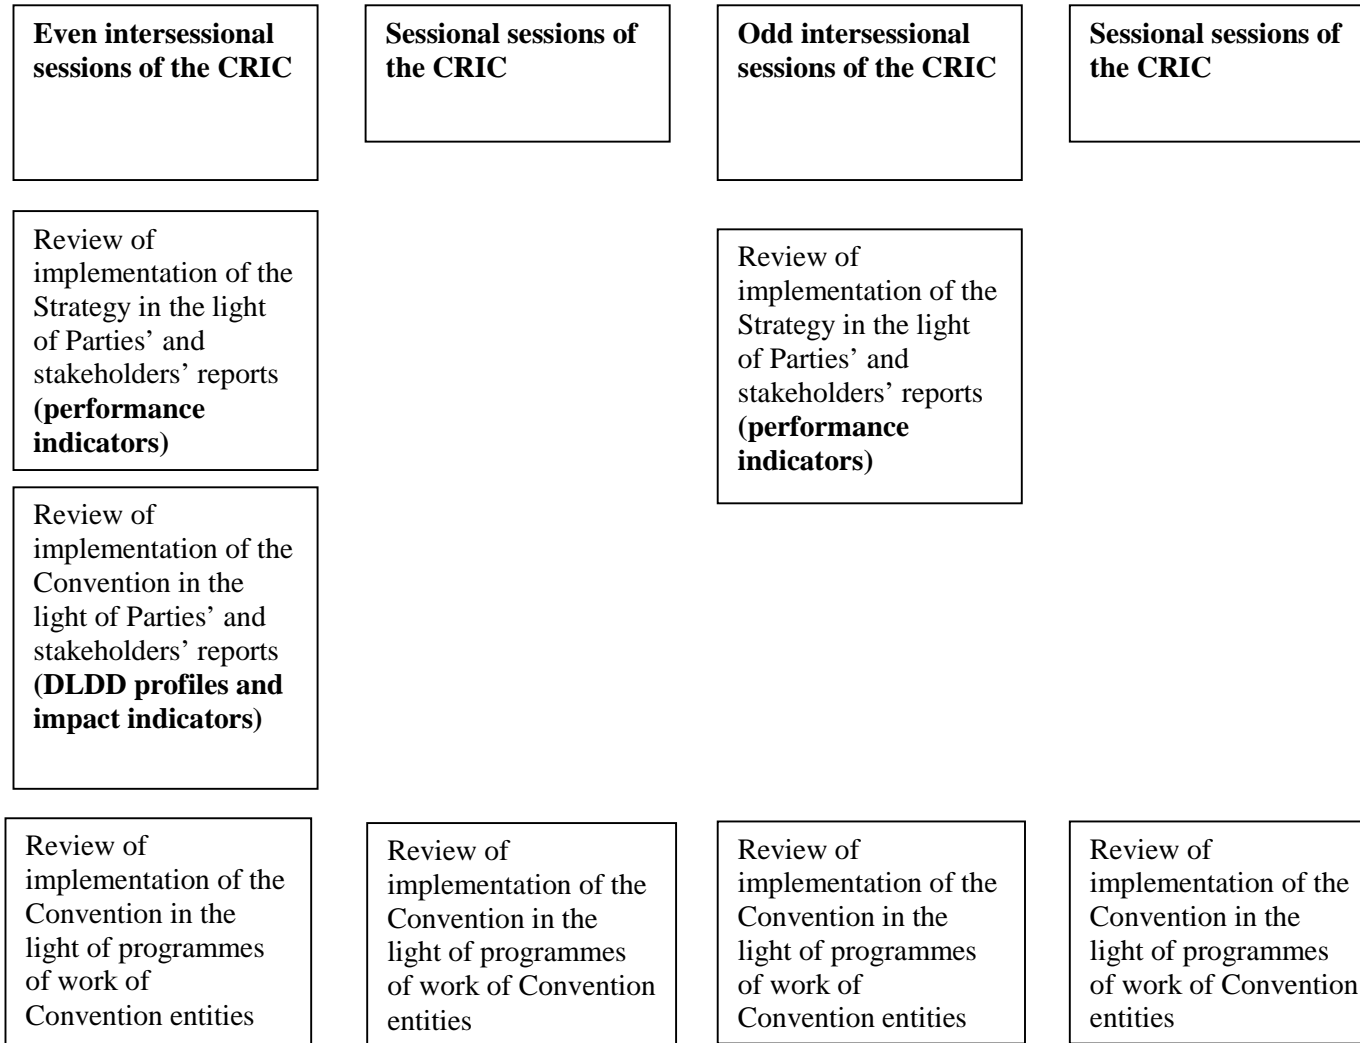 Even intersessional
sessions of the CRIC
Sessional sessions of
the CRIC
Odd intersessional
sessions of the CRIC
Sessional sessions of
the CRIC
Review of
implementation of the
Strategy in the light
of Parties’ and
stakeholders’ reports
(performance
indicators)
Review of
implementation of the
Strategy in the light
of Parties’ and
stakeholders’ reports
(performance
indicators)
Review of
implementation of the
Convention in the
light of Parties’ and
stakeholders’ reports
(DLDD profiles and
impact indicators)
Review of
implementation of the
Convention in the
light of programmes
of work of
Convention entities
Review of
implementation of the
Convention in the
light of programmes
of work of Convention
entities
Review of
implementation of the
Convention in the
light of programmes
of work of
Convention entities
Review of
implementation of the
Convention in the
light of programmes
of work of Convention
entities